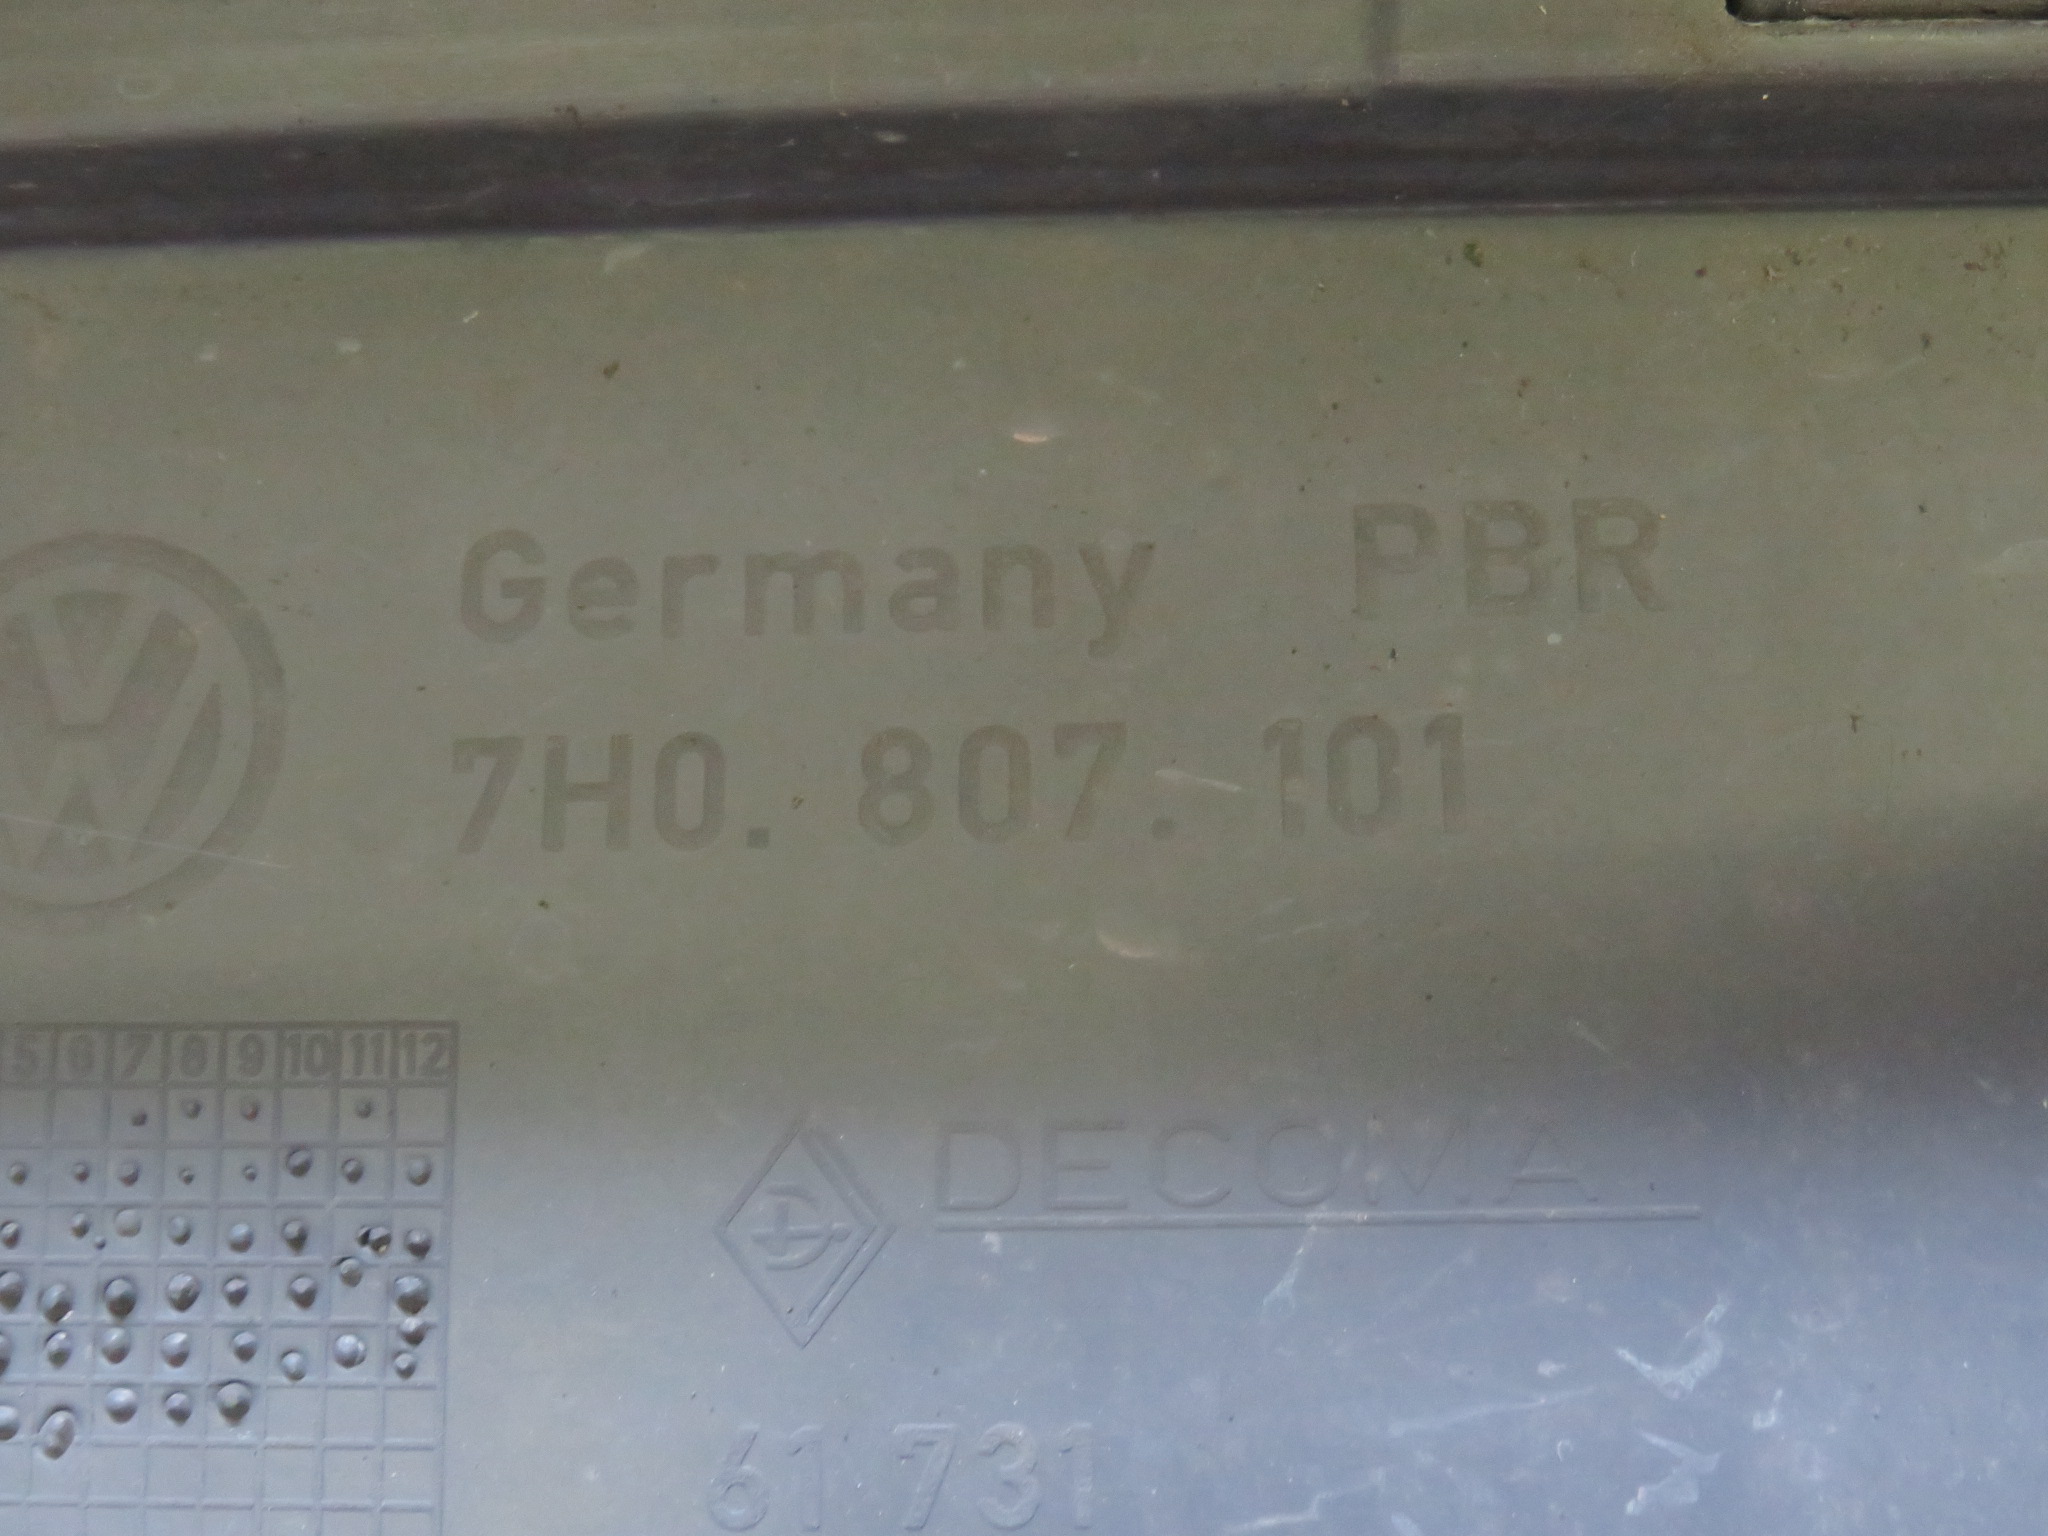 Germany PBR
7H0. 807. 101
5 6 7 8 9 10 11 12
DECOMA
61 731